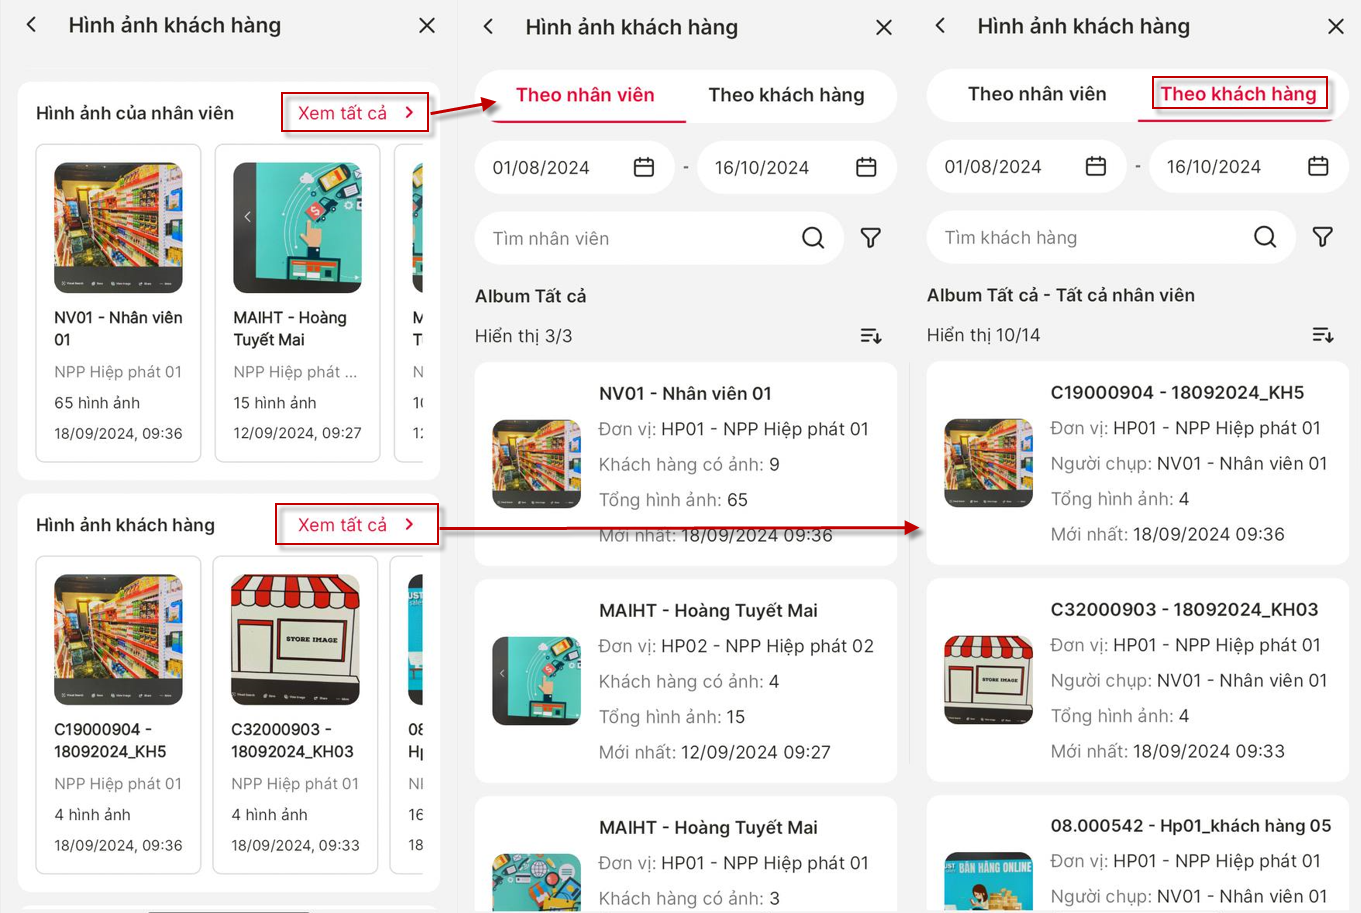 Hình ảnh khách hàng
Hình ảnh của nhân viên
Xem tất cả
NV01 - Nhân viên
01
NPP Hiệp phát 01
65 hình ảnh
18/09/2024, 09:36
MAIHT - Hoàng
Tuyết Mai
NPP Hiệp phát ...
15 hình ảnh
12/09/2024, 09:27
Hình ảnh khách hàng
Xem tất cả
C19000904 -
18092024_KH5
NPP Hiệp phát 01
4 hình ảnh
18/09/2024, 09:36
STORE IMAGE
C32000903 -
18092024_KH03
NPP Hiệp phát 01
4 hình ảnh
18/09/2024, 09:33
Hình ảnh khách hàng
Theo nhân viên
Theo khách hàng
01/08/2024
-
16/10/2024
Tìm nhân viên
Album Tất cả
Hiển thị 3/3
NV01 - Nhân viên 01
Đơn vị: HP01 - NPP Hiệp phát 01
Khách hàng có ảnh: 9
Tổng hình ảnh: 65
Mới nhất: 18/09/2024 09:36
MAIHT - Hoàng Tuyết Mai
Đơn vị: HP02 - NPP Hiệp phát 02
Khách hàng có ảnh: 4
Tổng hình ảnh: 15
Mới nhất: 12/09/2024 09:27
MAIHT - Hoàng Tuyết Mai
Đơn vị: HP01 - NPP Hiệp phát 01
Khách hàng có ảnh: 3
Hình ảnh khách hàng
Theo nhân viên
Theo khách hàng
01/08/2024
-
16/10/2024
Tìm khách hàng
Album Tất cả - Tất cả nhân viên
Hiển thị 10/14
C19000904 - 18092024_KH5
Đơn vị: HP01 - NPP Hiệp phát 01
Người chụp: NV01 - Nhân viên 01
Tổng hình ảnh: 4
Mới nhất: 18/09/2024 09:36
STORE IMAGE
C32000903 - 18092024_KH03
Đơn vị: HP01 - NPP Hiệp phát 01
Người chụp: NV01 - Nhân viên 01
Tổng hình ảnh: 4
Mới nhất: 18/09/2024 09:33
BÁN HÀNG ONLINE
08.000542 - Hp01_khách hàng 05
Đơn vị: HP01 - NPP Hiệp phát 01
Người chụp: NV01 - Nhân viên 01